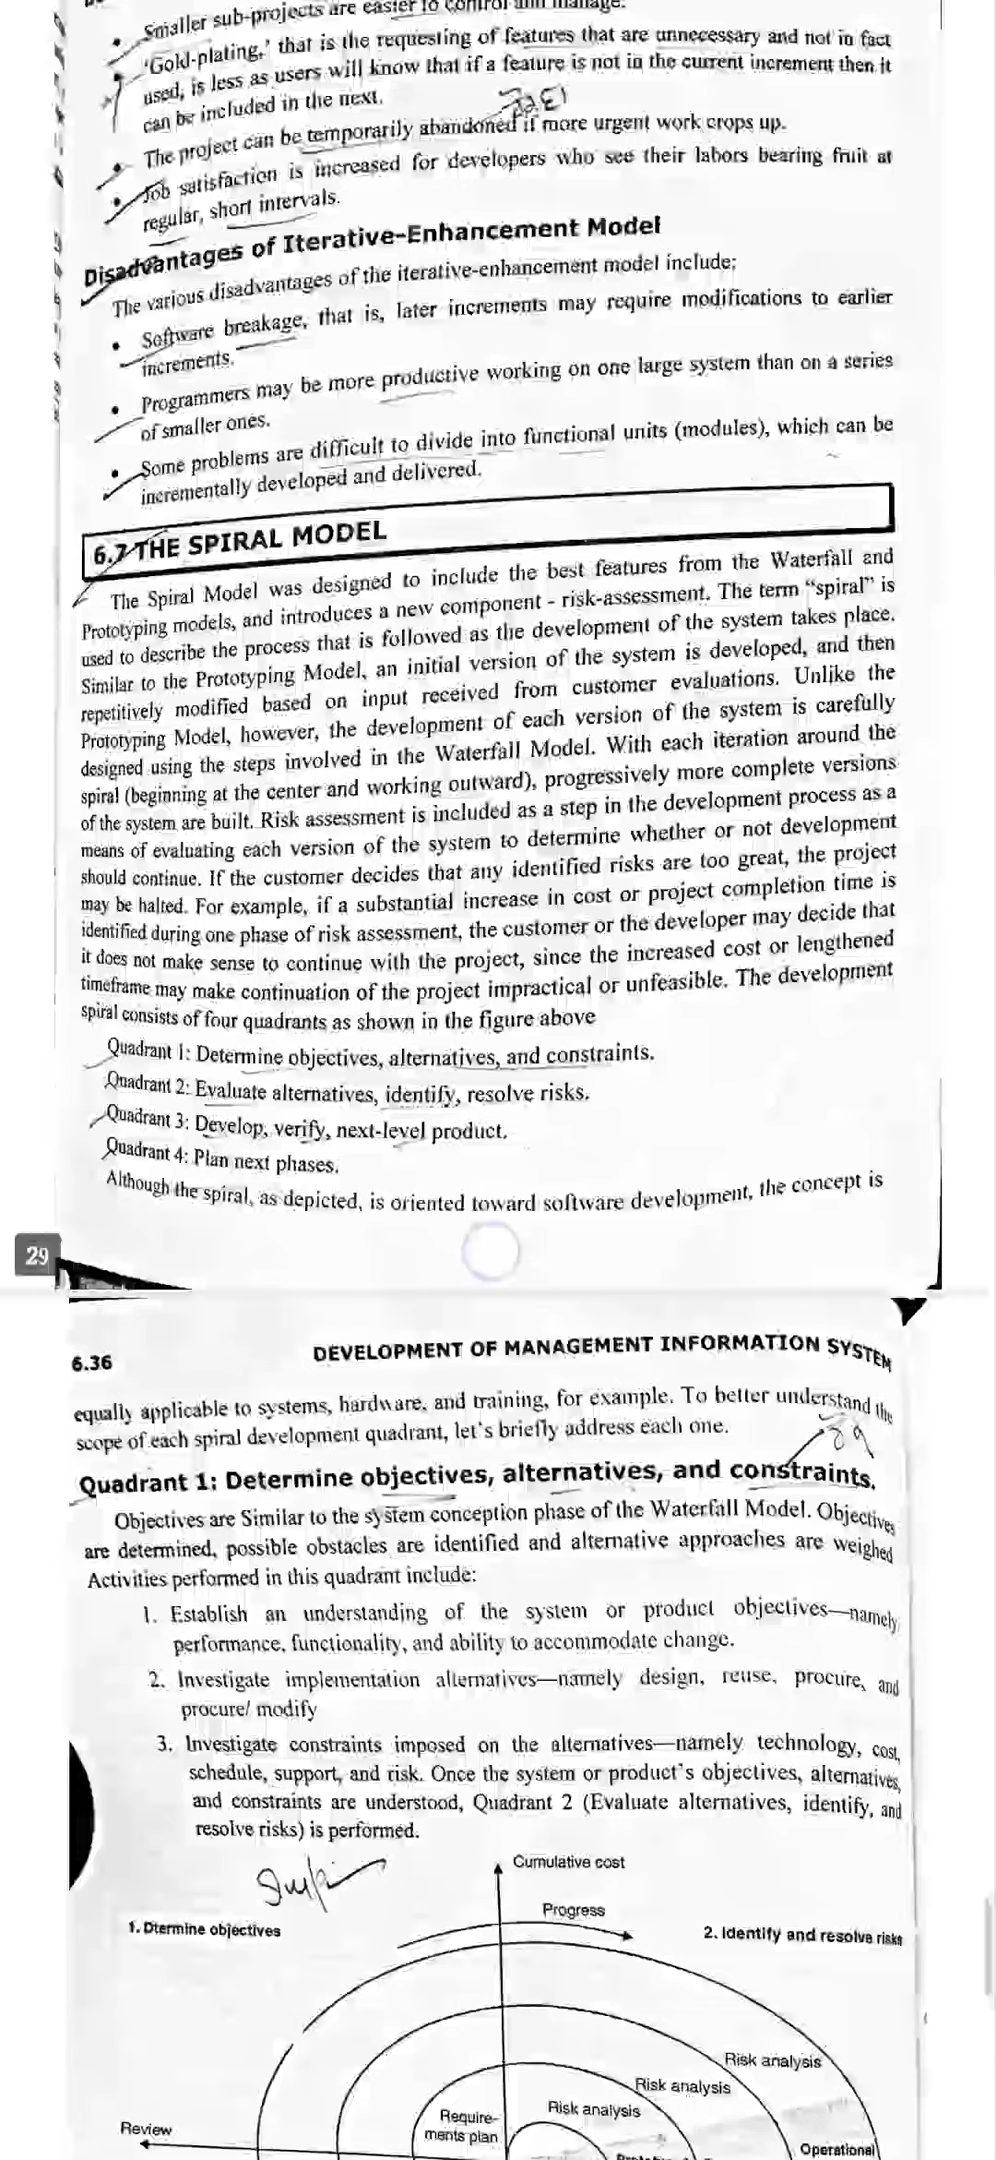 Smaller sub-projects are easier to control and manage.
'Gold-plating,' that is the requesting of features that are unnecessary and not in fact
used, is less as users will know that if a feature is not in the current increment then it
can be included in the next.
The project can be temporarily abandoned if more urgent work crops up.
Job satisfaction is increased for developers who see their labors bearing fruit at
regular, short intervals.
Disadvantages of Iterative-Enhancement Model
The various disadvantages of the iterative-enhancement model include;
Software breakage, that is, later increments may require modifications to earlier
increments.
Programmers may be more productive working on one large system than on a series
of smaller ones.
Some problems are difficult to divide into functional units (modules), which can be
incrementally developed and delivered.
6.7 THE SPIRAL MODEL
The Spiral Model was designed to include the best features from the Waterfall and
Prototyping models, and introduces a new component - risk-assessment. The term "spiral" is
used to describe the process that is followed as the development of the system takes place.
Similar to the Prototyping Model, an initial version of the system is developed, and then
repetitively modified based on input received from customer evaluations. Unlike the
Prototyping Model, however, the development of each version of the system is carefully
designed using the steps involved in the Waterfall Model. With each iteration around the
spiral (beginning at the center and working outward), progressively more complete versions
of the system are built. Risk assessment is included as a step in the development process as a
means of evaluating each version of the system to determine whether or not development
should continue. If the customer decides that any identified risks are too great, the project
may be halted. For example, if a substantial increase in cost or project completion time is
identified during one phase of risk assessment, the customer or the developer may decide that
it does not make sense to continue with the project, since the increased cost or lengthened
timeframe may make continuation of the project impractical or unfeasible. The development
spiral consists of four quadrants as shown in the figure above
Quadrant 1: Determine objectives, alternatives, and constraints.
Quadrant 2: Evaluate alternatives, identify, resolve risks.
Quadrant 3: Develop, verify, next-level product.
Quadrant 4: Plan next phases.
Although the spiral, as depicted, is oriented toward software development, the concept is
29
6.36
DEVELOPMENT OF MANAGEMENT INFORMATION SYSTEM
equally applicable to systems, hardware, and training, for example. To better understand the
scope of each spiral development quadrant, let's briefly address each one.
Quadrant 1: Determine objectives, alternatives, and constraints.
Objectives are Similar to the system conception phase of the Waterfall Model. Objectives
are determined, possible obstacles are identified and alternative approaches are weighed
Activities performed in this quadrant include:
1. Establish an understanding of the system or product objectives—namely
performance, functionality, and ability to accommodate change.
2. Investigate implementation alternatives—namely design, reuse, procure, and
procure/ modify
3. Investigate constraints imposed on the alternatives—namely technology, cost,
schedule, support, and risk. Once the system or product's objectives, alternatives,
and constraints are understood, Quadrant 2 (Evaluate alternatives, identify, and
resolve risks) is performed.
Cumulative cost
Progress
1. Dtermine objectives
2. Identify and resolve risks
Risk analysis
Risk analysis
Risk analysis
Require-
ments plan
Review
Operational